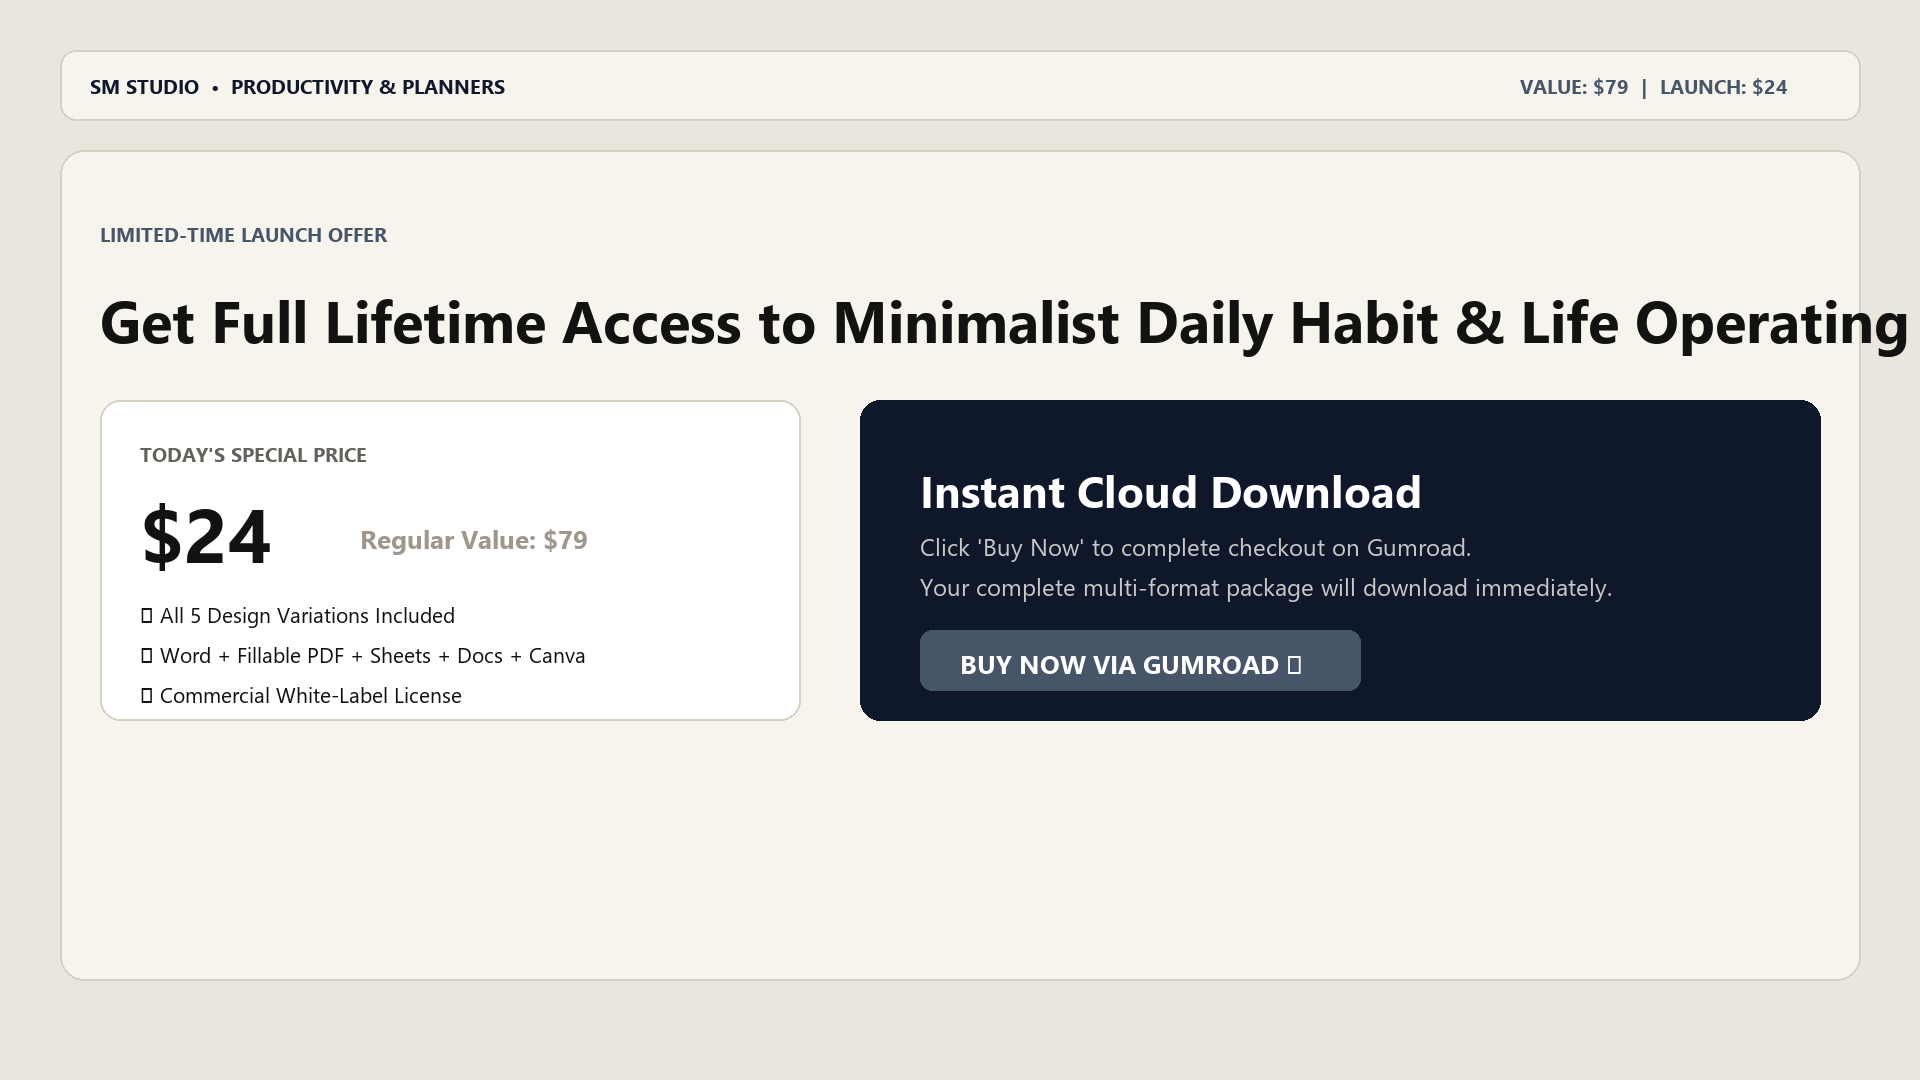 SM STUDIO • PRODUCTIVITY & PLANNERS
VALUE: $79 | LAUNCH: $24
LIMITED-TIME LAUNCH OFFER
Get Full Lifetime Access to Minimalist Daily Habit & Life Operating
TODAY'S SPECIAL PRICE
$24
Regular Value: $79
▯ All 5 Design Variations Included
▯ Word + Fillable PDF + Sheets + Docs + Canva
▯ Commercial White-Label License
Instant Cloud Download
Click 'Buy Now' to complete checkout on Gumroad.
Your complete multi-format package will download immediately.
BUY NOW VIA GUMROAD ▯